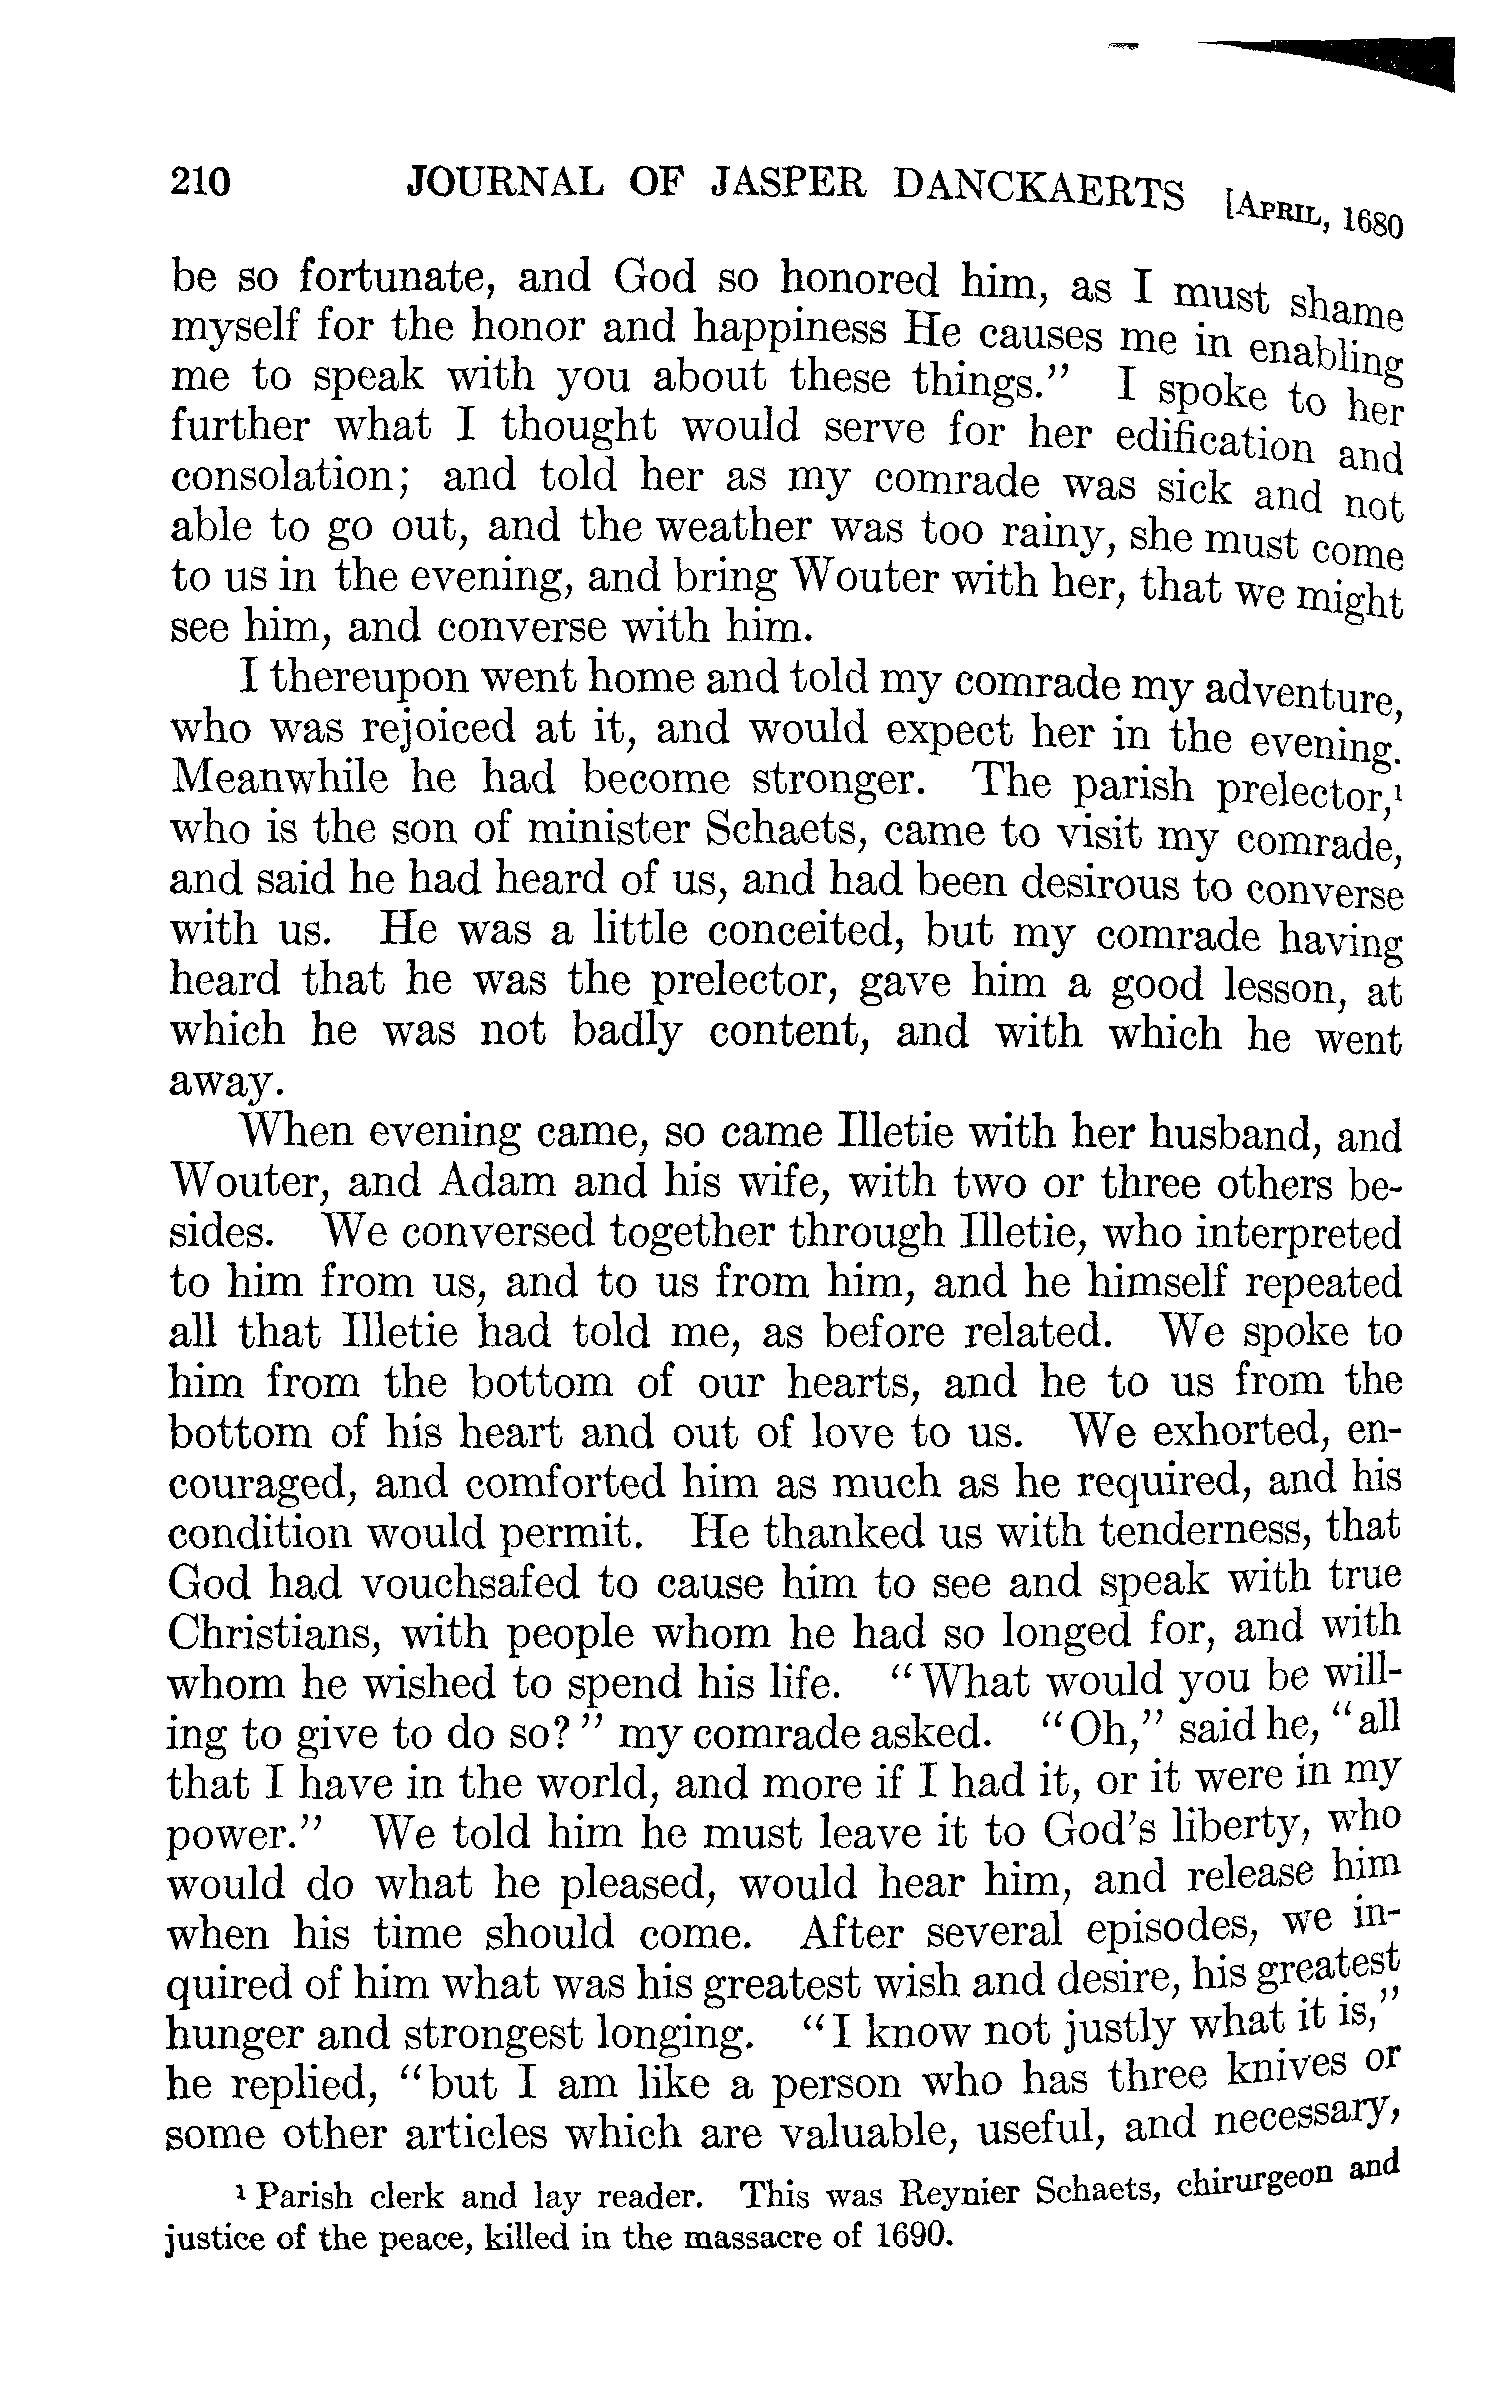 210 JOURNAL OF JASPER DANCKAERTS [APRIL, 1680
be so fortunate, and God so honored him, as I must shame
myself for the honor and happiness He causes me in enabling
me to speak with you about these things.” I spoke to her
further what I thought would serve for her edification and
consolation; and told her as my comrade was sick and not
able to go out, and the weather was too rainy, she must come
to us in the evening, and bring Wouter with her, that we might
see him, and converse with him.
I thereupon went home and told my comrade my adventure,
who was rejoiced at it, and would expect her in the evening.
Meanwhile he had become stronger. The parish prelector,¹
who is the son of minister Schaets, came to visit my comrade,
and said he had heard of us, and had been desirous to converse
with us. He was a little conceited, but my comrade having
heard that he was the prelector, gave him a good lesson, at
which he was not badly content, and with which he went
away.
When evening came, so came Illetie with her husband, and
Wouter, and Adam and his wife, with two or three others be-
sides. We conversed together through Illetie, who interpreted
to him from us, and to us from him, and he himself repeated
all that Illetie had told me, as before related. We spoke to
him from the bottom of our hearts, and he to us from the
bottom of his heart and out of love to us. We exhorted, en-
couraged, and comforted him as much as he required, and his
condition would permit. He thanked us with tenderness, that
God had vouchsafed to cause him to see and speak with true
Christians, with people whom he had so longed for, and with
whom he wished to spend his life. “What would you be will-
ing to give to do so?” my comrade asked. “Oh,” said he, “all
that I have in the world, and more if I had it, or it were in my
power.” We told him he must leave it to God’s liberty, who
would do what he pleased, would hear him, and release him
when his time should come. After several episodes, we in-
quired of him what was his greatest wish and desire, his greatest
hunger and strongest longing. “I know not justly what it is,”
he replied, “but I am like a person who has three knives or
some other articles which are valuable, useful, and necessary,
¹ Parish clerk and lay reader. This was Reynier Schaets, chirurgeon and
justice of the peace, killed in the massacre of 1690.